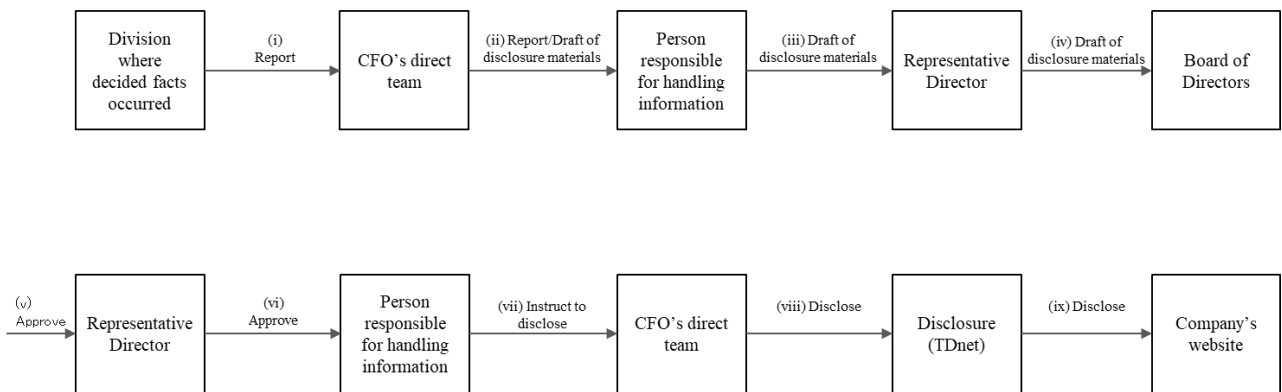 Division
where
decided facts
occurred
(i)
Report
CFO’s direct
team
(ii) Report/Draft of
disclosure materials
Person
responsible
for handling
information
(iii) Draft of
disclosure materials
Representative
Director
(iv) Draft of
disclosure materials
Board of
Directors
(v)
Approve
Representative
Director
(vi)
Approve
Person
responsible
for handling
information
(vii) Instruct to
disclose
CFO’s direct
team
(viii) Disclose
Disclosure
(TDnet)
(ix) Disclose
Company’s
website